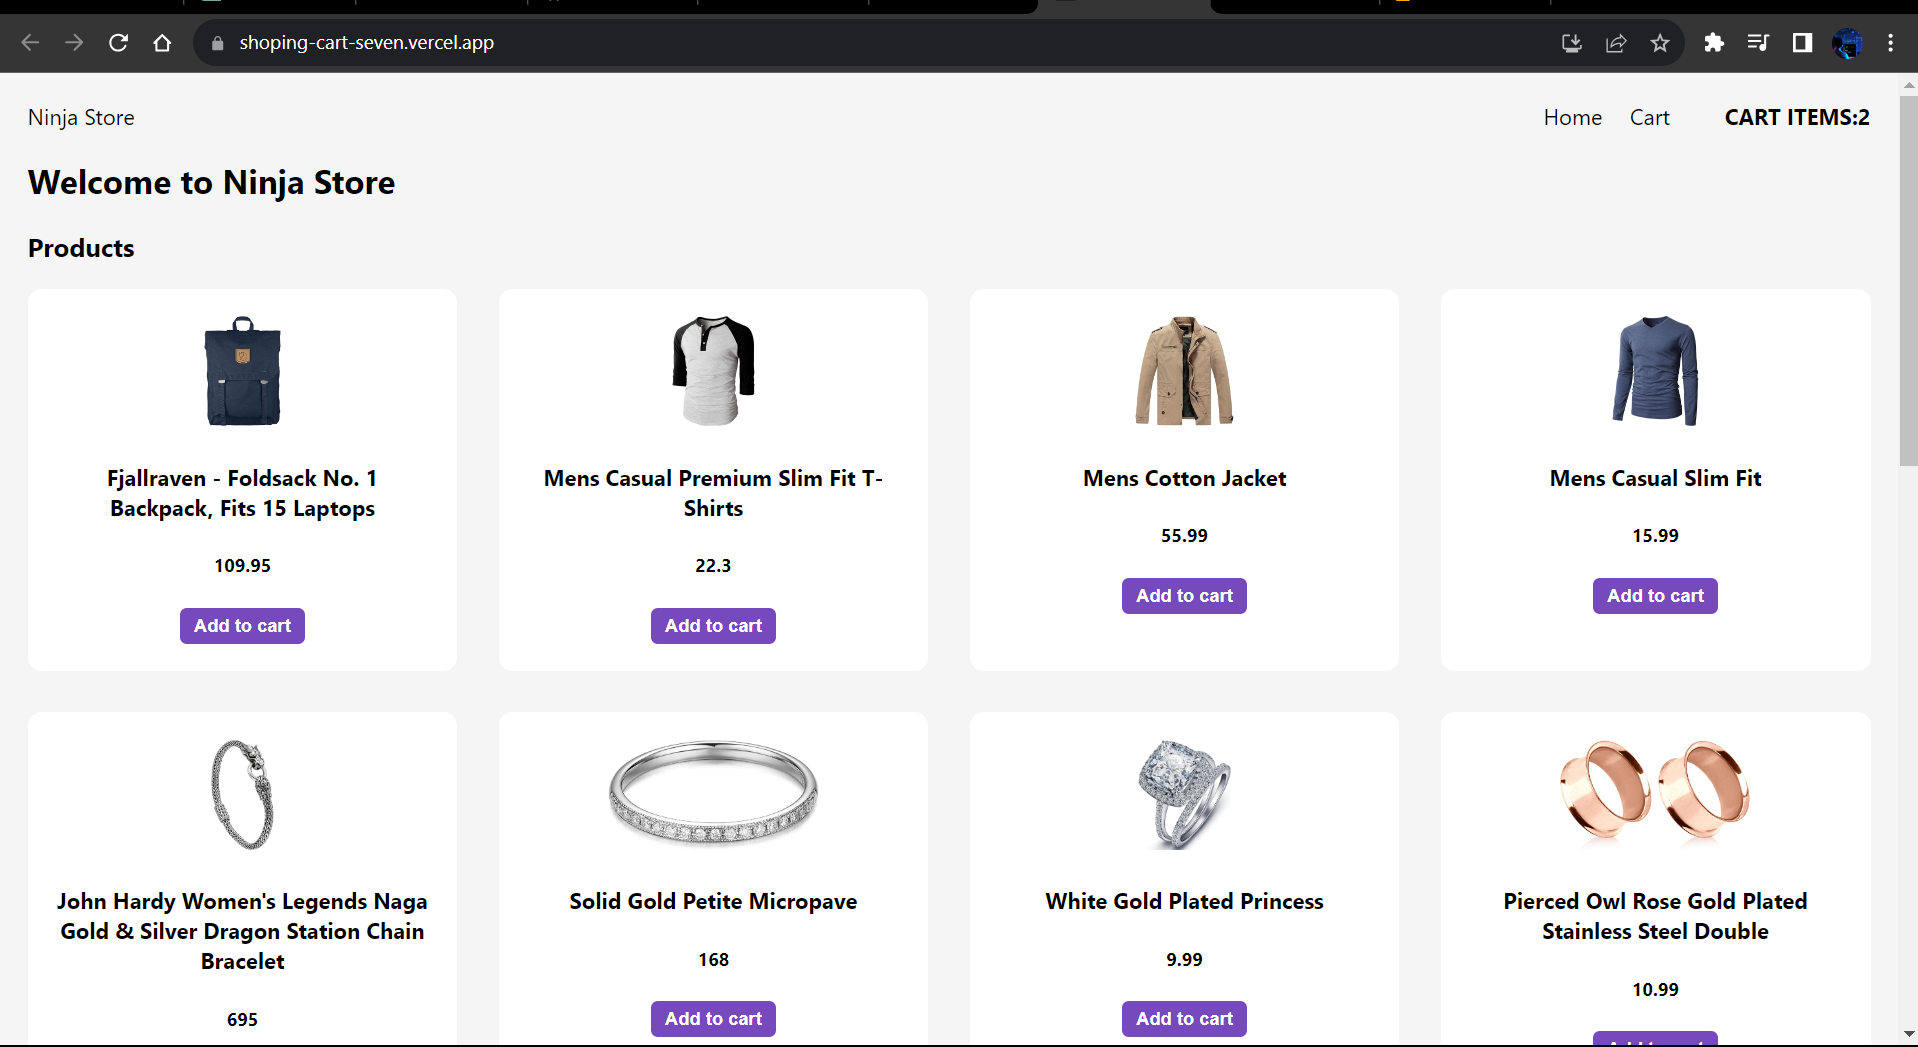 shoping-cart-seven.vercel.app
Ninja Store
Home
Cart
CART ITEMS:2
Welcome to Ninja Store
Products
Fjallraven - Foldsack No. 1
Backpack, Fits 15 Laptops
109.95
Add to cart
Mens Casual Premium Slim Fit T-
Shirts
22.3
Add to cart
Mens Cotton Jacket
55.99
Add to cart
Mens Casual Slim Fit
15.99
Add to cart
John Hardy Women's Legends Naga
Gold & Silver Dragon Station Chain
Bracelet
695
Solid Gold Petite Micropave
168
Add to cart
White Gold Plated Princess
9.99
Add to cart
Pierced Owl Rose Gold Plated
Stainless Steel Double
10.99